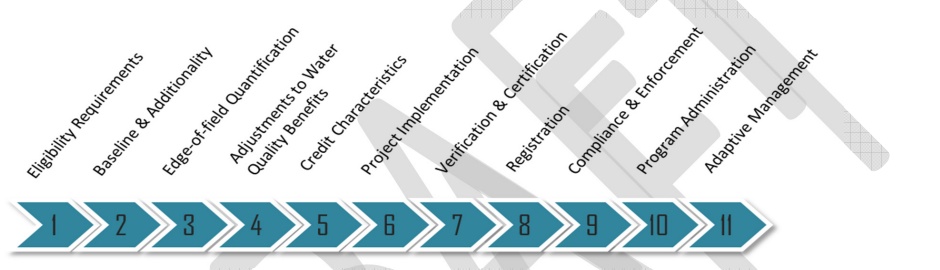 Eligibility Requirements
Baseline & Additionality
Edge-of-field Quantification
Adjustments to Water
Quality Benefits
Credit Characteristics
Project Implementation
Verification & Certification
Registration
Compliance & Enforcement
Program Administration
Adaptive Management
1 2 3 4 5 6 7 8 9 10 11